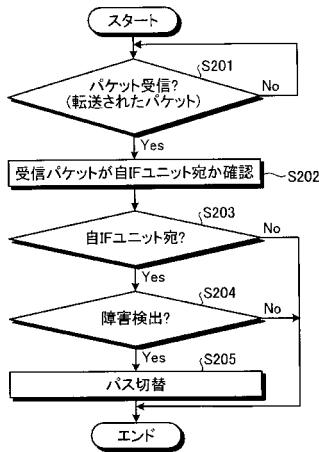 スタート
S201
パケット受信?
(転送されたパケット)
No
Yes
受信パケットが自IFユニット宛か確認
S202
S203
自IFユニット宛?
No
Yes
S204
障害検出?
No
Yes
S205
パス切替
エンド